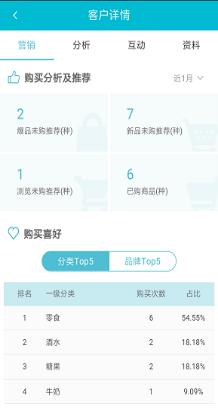 客户详情
营销 分析 互动 资料
购买分析及推荐 近1月
2 7
爆品未购推荐(种) 新品未购推荐(种)
1 6
浏览未购推荐(种) 已购商品(种)
购买喜好
分类Top5 品牌Top5
排名 一级分类 购买次数 占比
1 零食 6 54.55%
2 酒水 2 18.18%
3 糖果 2 18.18%
4 牛奶 1 9.09%